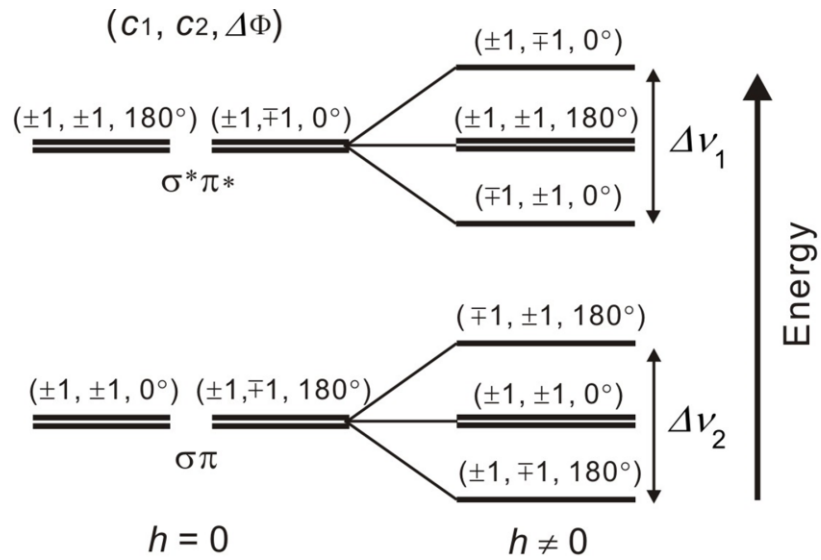 (c1, c2, ΔΦ)
(±1, ∓1, 0°)
(±1, ±1, 180°) (±1,∓1, 0°) (±1, ±1, 180°)
Δν1
σ*π*
(∓1, ±1, 0°)
Energy
(∓1, ±1, 180°)
(±1, ±1, 0°) (±1,∓1, 180°) (±1, ±1, 0°)
Δν2
σπ
(±1, ∓1, 180°)
h = 0 h ≠ 0